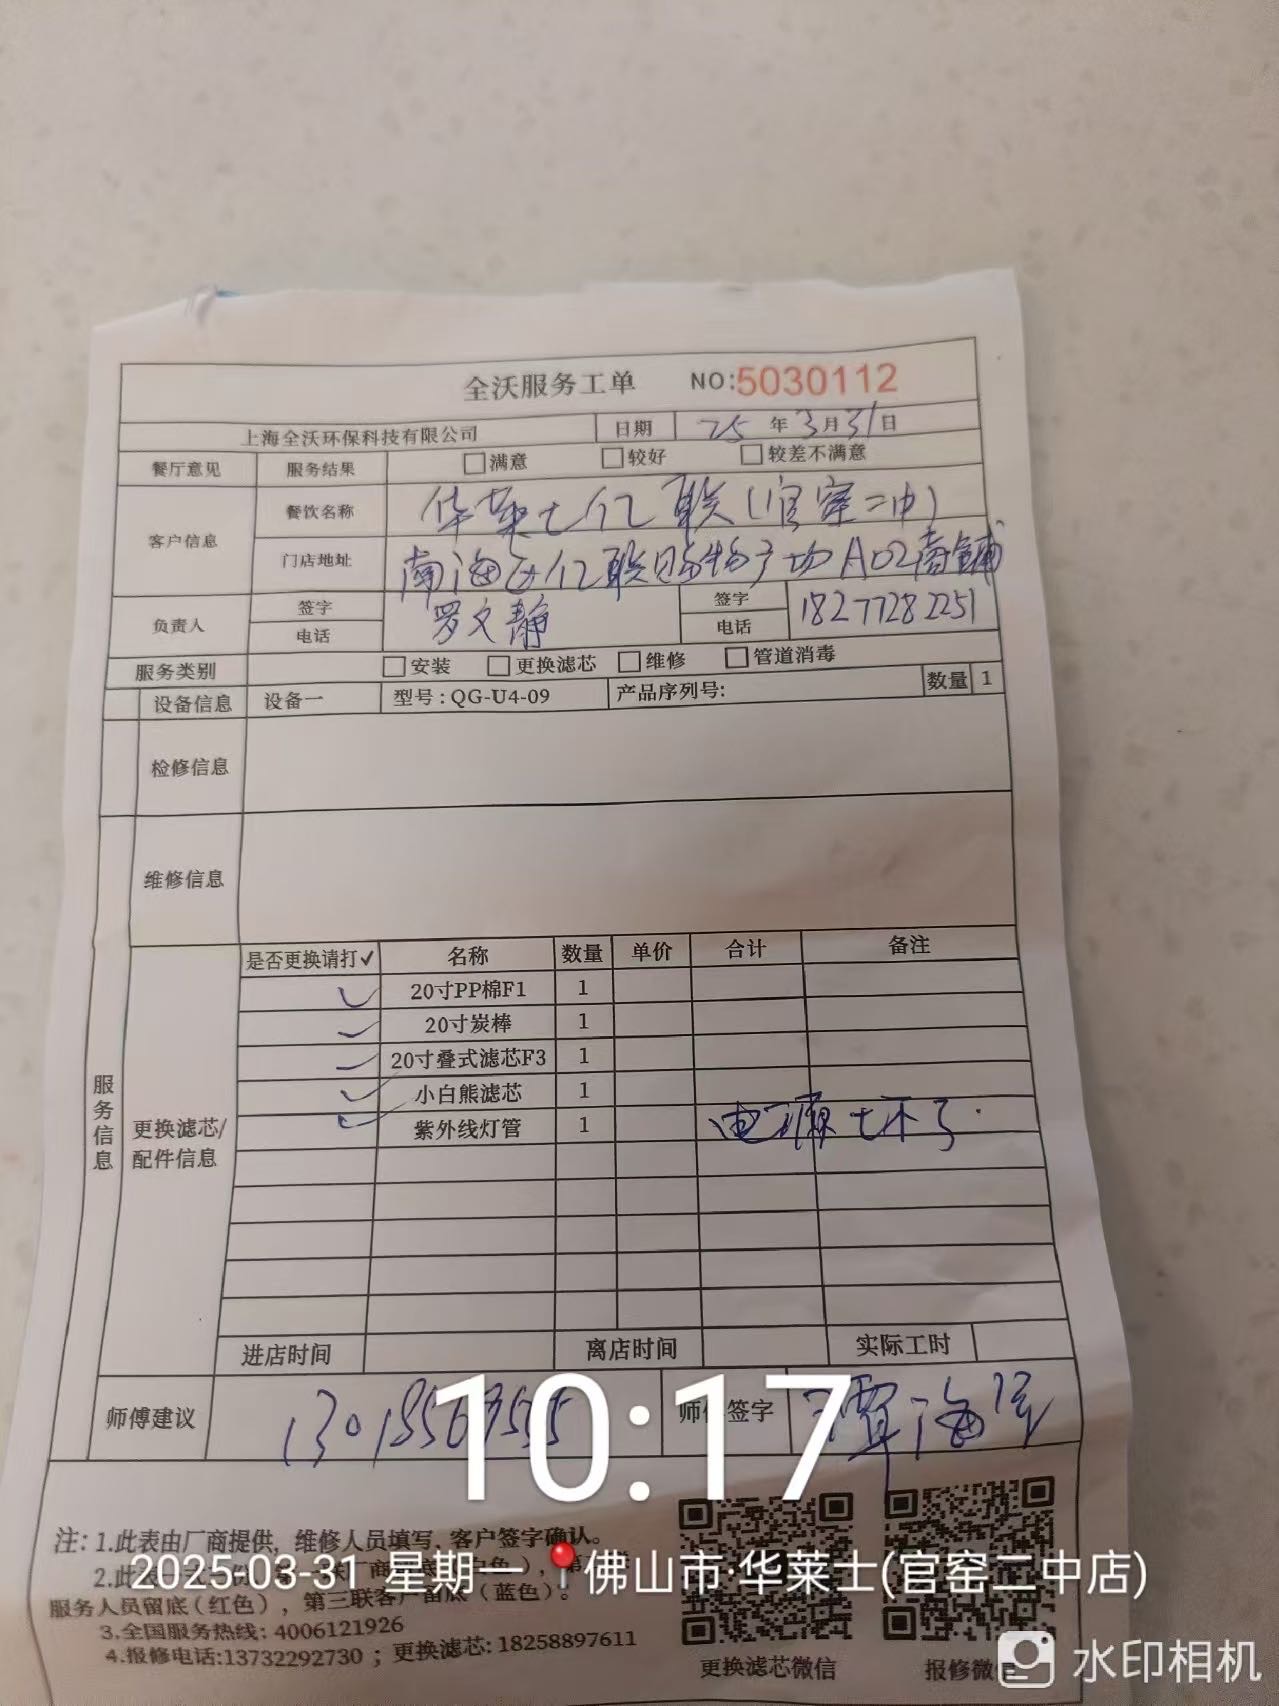 全沃服务工单 NO:5030112
上海全沃环保科技有限公司 日期 25 年 3 月 31 日
餐厅意见 服务结果 满意 较好 较差不满意
客户信息 餐饮名称 华莱士亿联(官窑二中)
门店地址 南海区亿联购物广场A02商铺
负责人 签字 电话 罗文静 签字 电话 18277282251
服务类别 安装 更换滤芯 维修 管道消毒
设备信息 设备一 型号：QG-U4-09 产品序列号: 数量 1
检修信息
维修信息
服务信息
更换滤芯/配件信息
是否更换请打✓ 名称 数量 单价 合计 备注
✓ 20寸PP棉F1 1
✓ 20寸炭棒 1
✓ 20寸叠式滤芯F3 1
✓ 小白熊滤芯 1
✓ 紫外线灯管 1 电源坏了
进店时间 离店时间 实际工时
师傅建议 师傅签字 覃海
10:17
注: 1.此表由厂商提供, 维修人员填写, 客户签字确认。
2.此表
服务人员留底(红色), 第三联客户留底(蓝色)。
2025-03-31 星期一 佛山市·华莱士(官窑二中店)
3.全国服务热线: 4006121926
4.报修电话:13732292730 ; 更换滤芯: 18258897611
更换滤芯微信 报修微信
水印相机